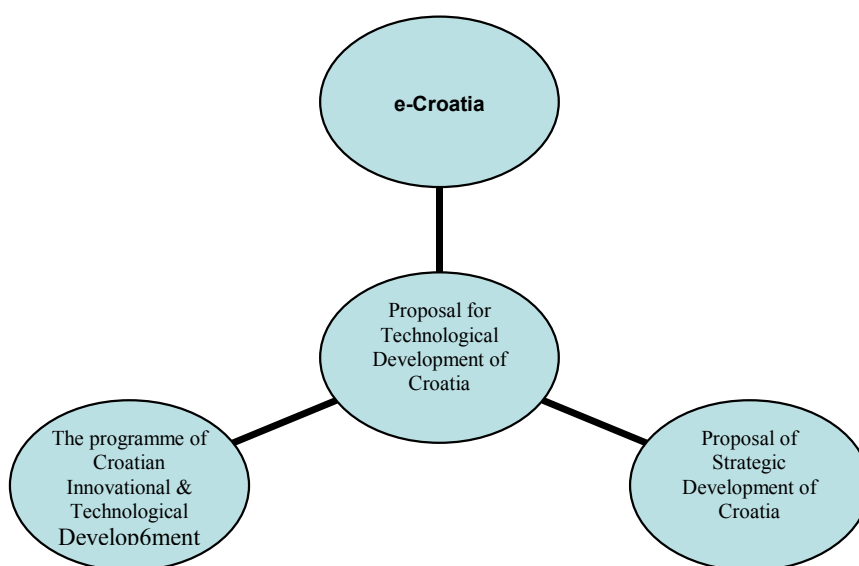 e-Croatia
Proposal for
Technological
Development of
Croatia
The programme of
Croatian
Innovational &
Technological
Develop6ment
Proposal of
Strategic
Development of
Croatia